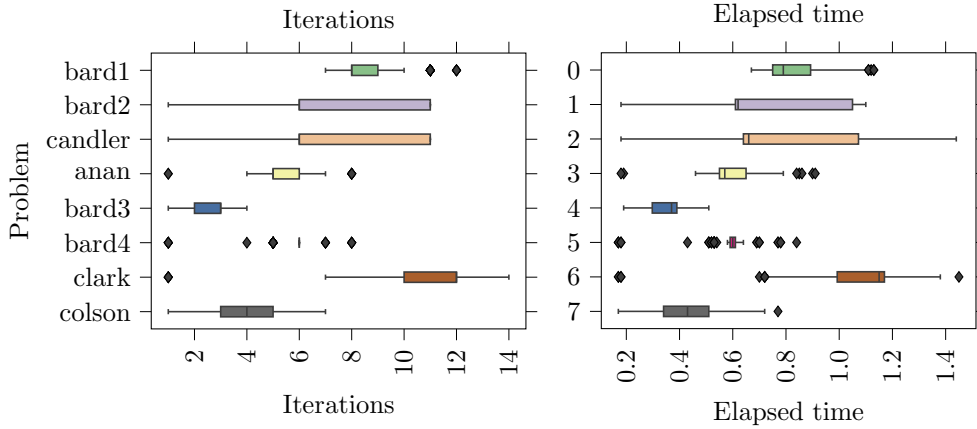 Iterations
Elapsed time
Problem
bard1
bard2
candler
anan
bard3
bard4
clark
colson
0
1
2
3
4
5
6
7
2
4
6
8
10
12
14
0.2
0.4
0.6
0.8
1.0
1.2
1.4
Iterations
Elapsed time